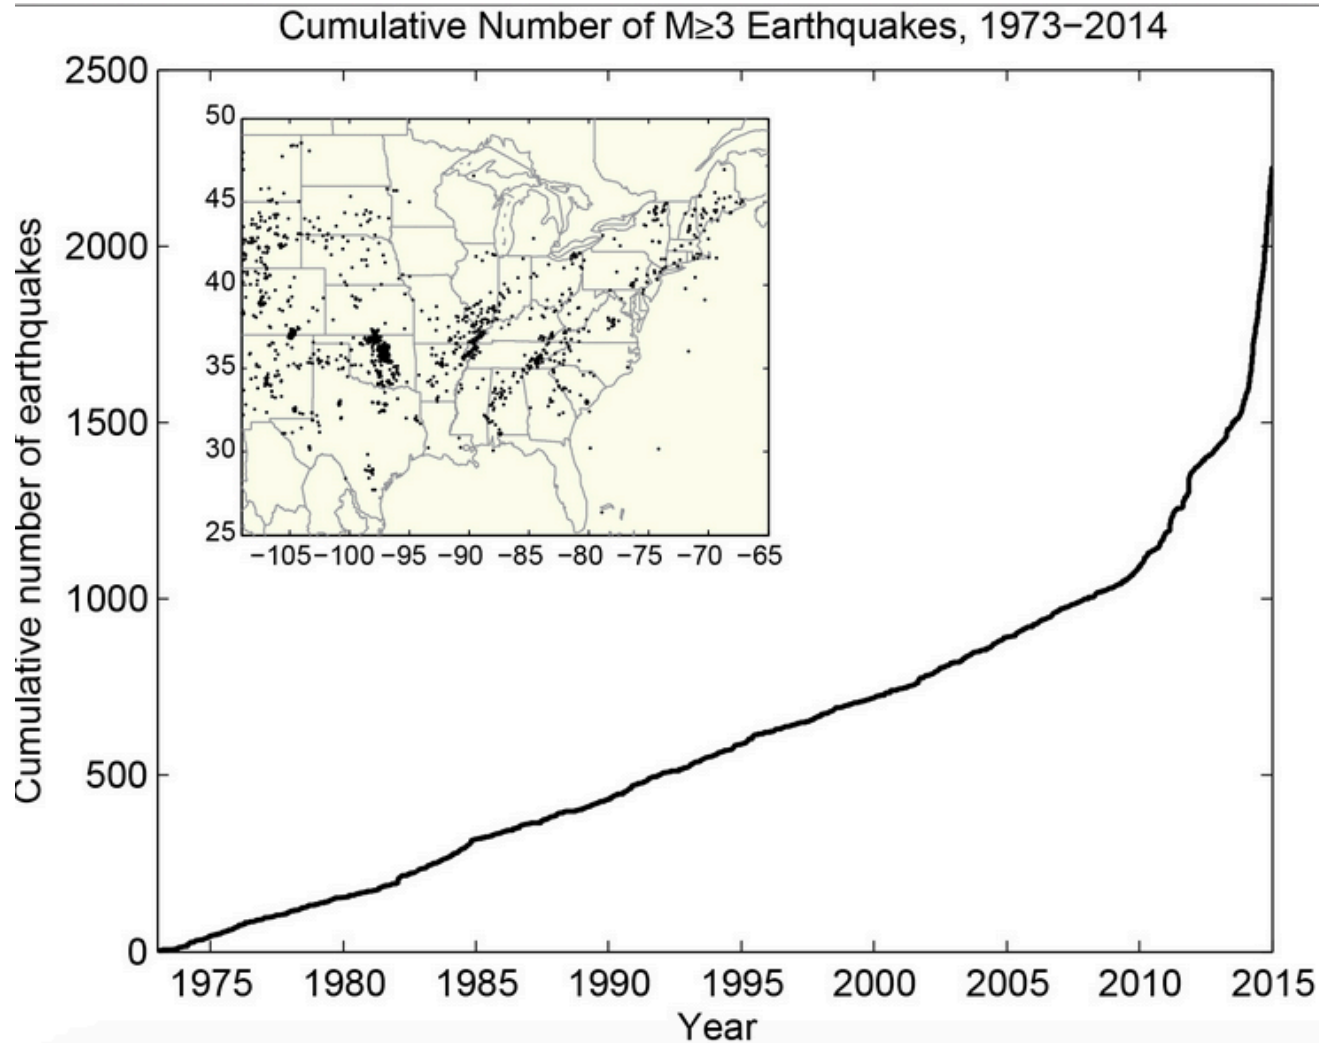 Cumulative Number of M≥3 Earthquakes, 1973−2014
Cumulative number of earthquakes
2500
2000
1500
1000
500
0
50
45
40
35
30
25
−105−100 −95 −90 −85 −80 −75 −70 −65
1975 1980 1985 1990 1995 2000 2005 2010 2015
Year